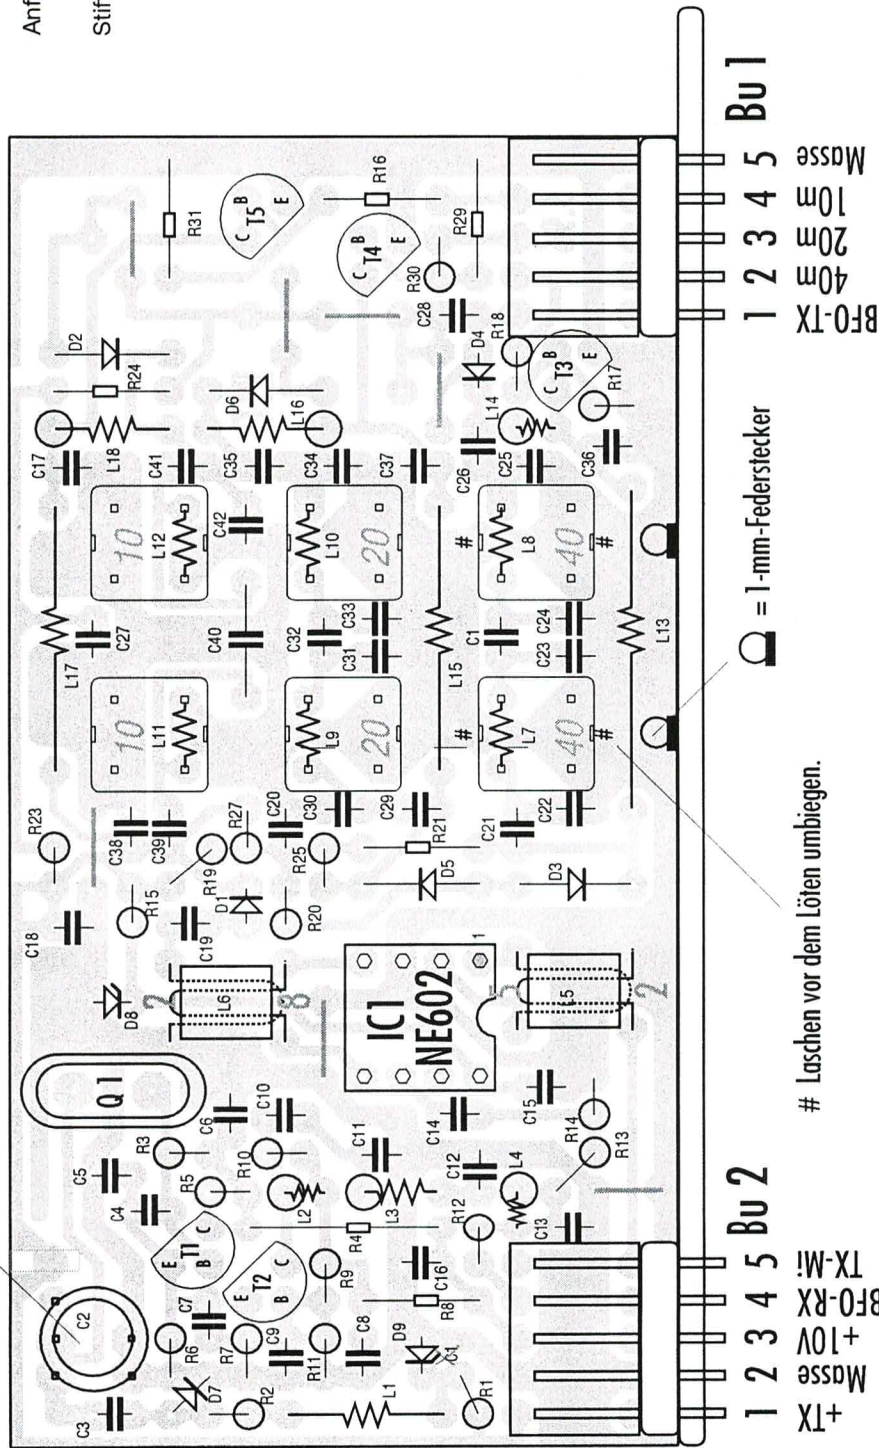 Anf
Stif
C3
C2
C4
C5
Q 1
D8
C18
R23
L17
C17
D2
D7
R6
C7
E
B
C
T1
R5
R3
C6
2
L6
8
R15
C19
C38
C39
R19
D1
R27
C20
R20
R25
10
L11
C27
10
L12
L18
R24
C41
R31
C40
C42
C35
D6
L16
C B
E
T5
R2
R7
C9
R11
E
B
C
T2
R9
C8
L1
R10
C10
L2
C11
L3
R4
C30
C29
L9
20
C32
C31
C33
L10
20
C34
C37
R16
C B
E
T4
R30
R29
D9
C1
R8
C16
R1
R12
C12
C14
L4
C13
IC1
NE602
1
D5
R21
C21
L15
C1
C26
L14
D4
C28
R18
C15
R14
R13
5
L5
2
D3
C22
#
L7
40
#
C23
C24
#
L8
40
#
C25
C36
C B
E
T3
R17
L13
Bu 2
1 2 3 4 5
+TX
Masse
+10V
BFO-RX
TX-Mi
# Laschen vor dem Löten umbiegen.
= 1-mm-Federstecker
Bu 1
1 2 3 4 5
BFO-TX
40m
20m
10m
Masse